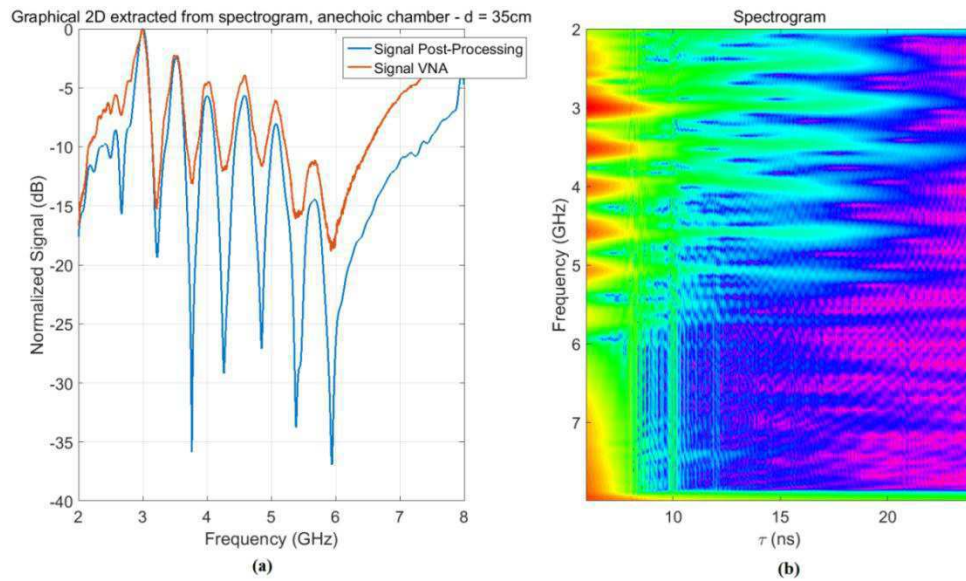 Graphical 2D extracted from spectrogram, anechoic chamber - d = 35cm
0
-5
-10
-15
-20
-25
-30
-35
-40
Normalized Signal (dB)
Signal Post-Processing
Signal VNA
2 3 4 5 6 7 8
Frequency (GHz)
(a)
Spectrogram
2
3
4
5
6
7
Frequency (GHz)
10 15 20
τ (ns)
(b)